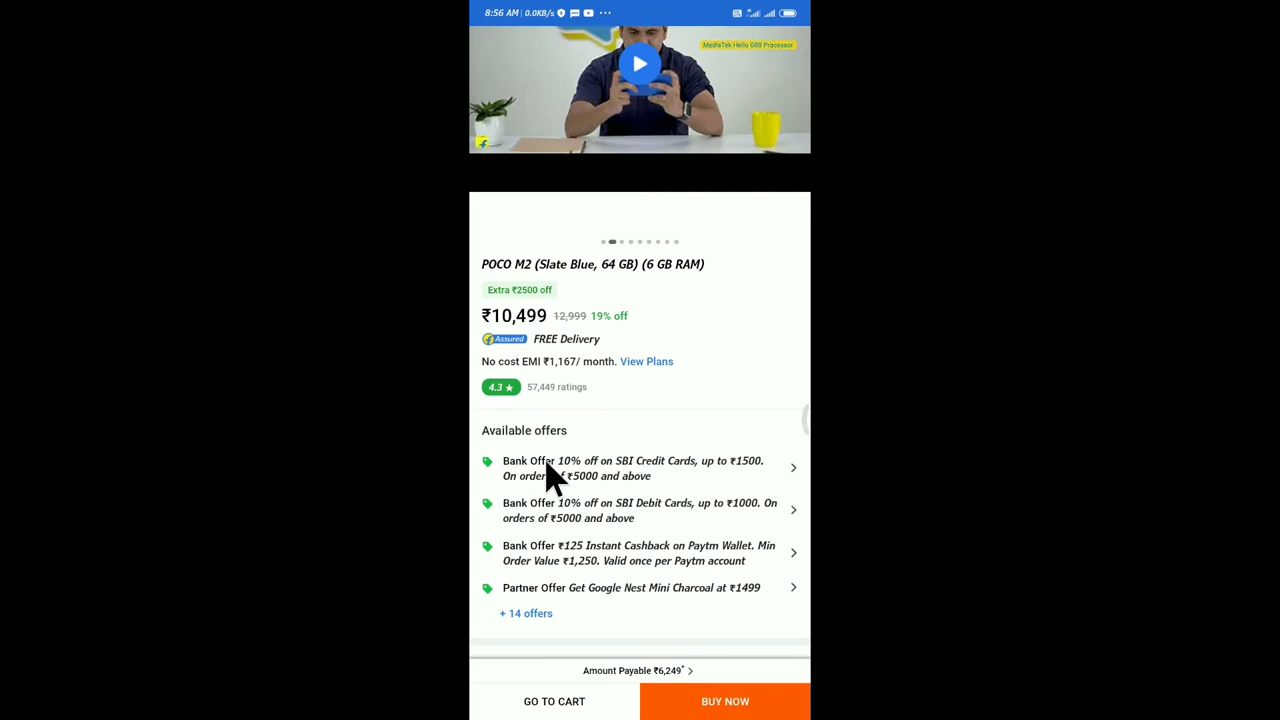 8:56 AM | 0.0KB/s
MediaTek Helio G80 Processor
POCO M2 (Slate Blue, 64 GB) (6 GB RAM)
Extra ₹2500 off
₹10,499 12,999 19% off
Assured FREE Delivery
No cost EMI ₹1,167/ month. View Plans
4.3 ★ 57,449 ratings
Available offers
Bank Offer 10% off on SBI Credit Cards, up to ₹1500.
On order of ₹5000 and above
Bank Offer 10% off on SBI Debit Cards, up to ₹1000. On
orders of ₹5000 and above
Bank Offer ₹125 Instant Cashback on Paytm Wallet. Min
Order Value ₹1,250. Valid once per Paytm account
Partner Offer Get Google Nest Mini Charcoal at ₹1499
+ 14 offers
Amount Payable ₹6,249*
GO TO CART
BUY NOW